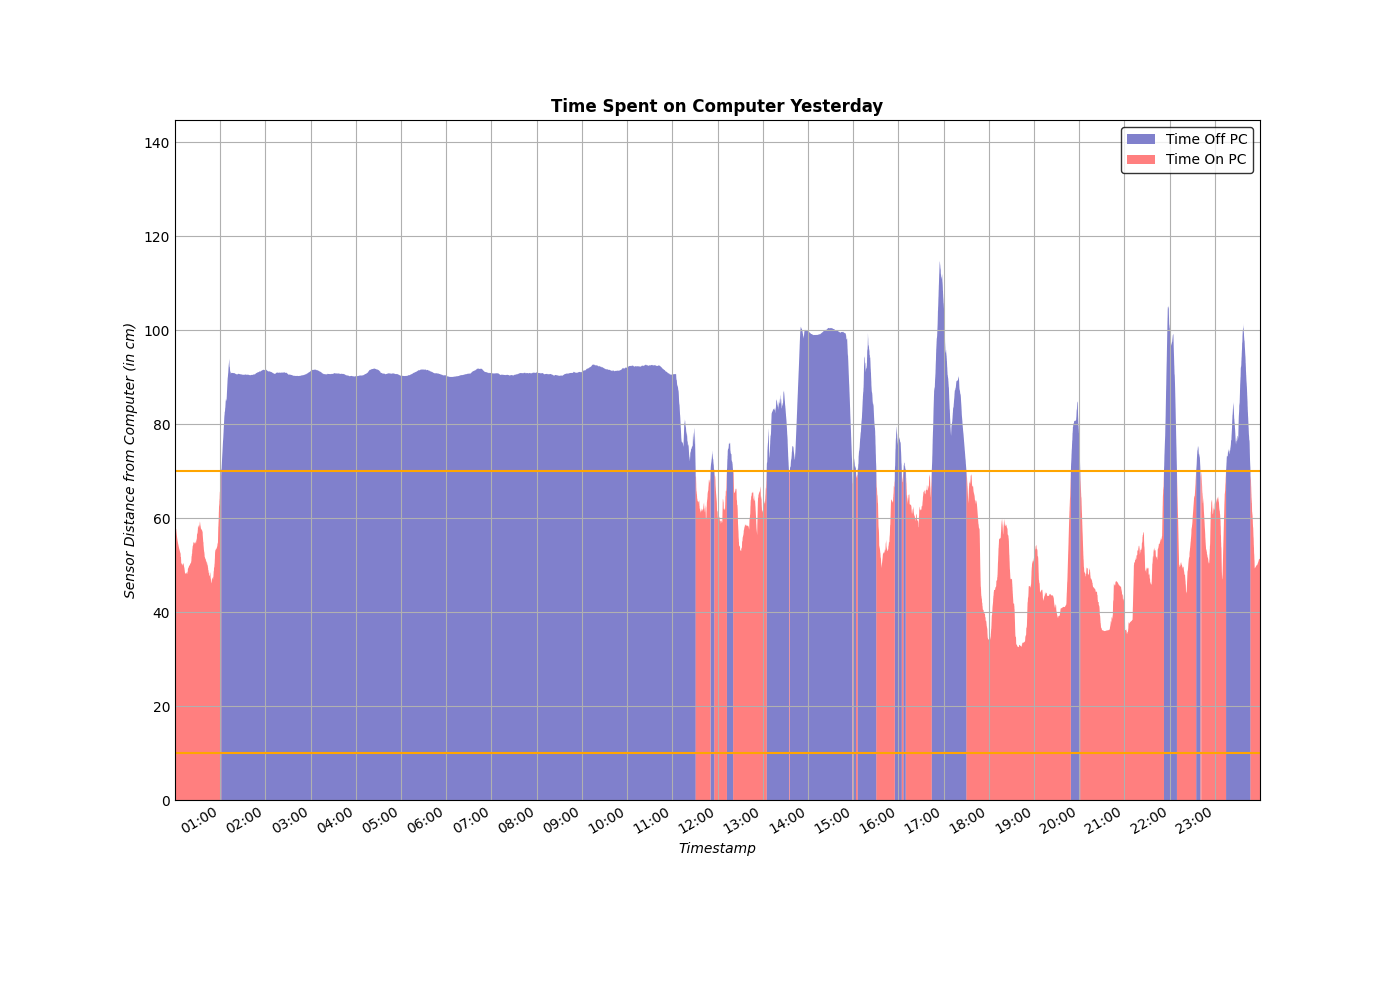 Time Spent on Computer Yesterday
Time Off PC
Time On PC
Sensor Distance from Computer (in cm)
140
120
100
80
60
40
20
0
01:00 02:00 03:00 04:00 05:00 06:00 07:00 08:00 09:00 10:00 11:00 12:00 13:00 14:00 15:00 16:00 17:00 18:00 19:00 20:00 21:00 22:00 23:00
Timestamp